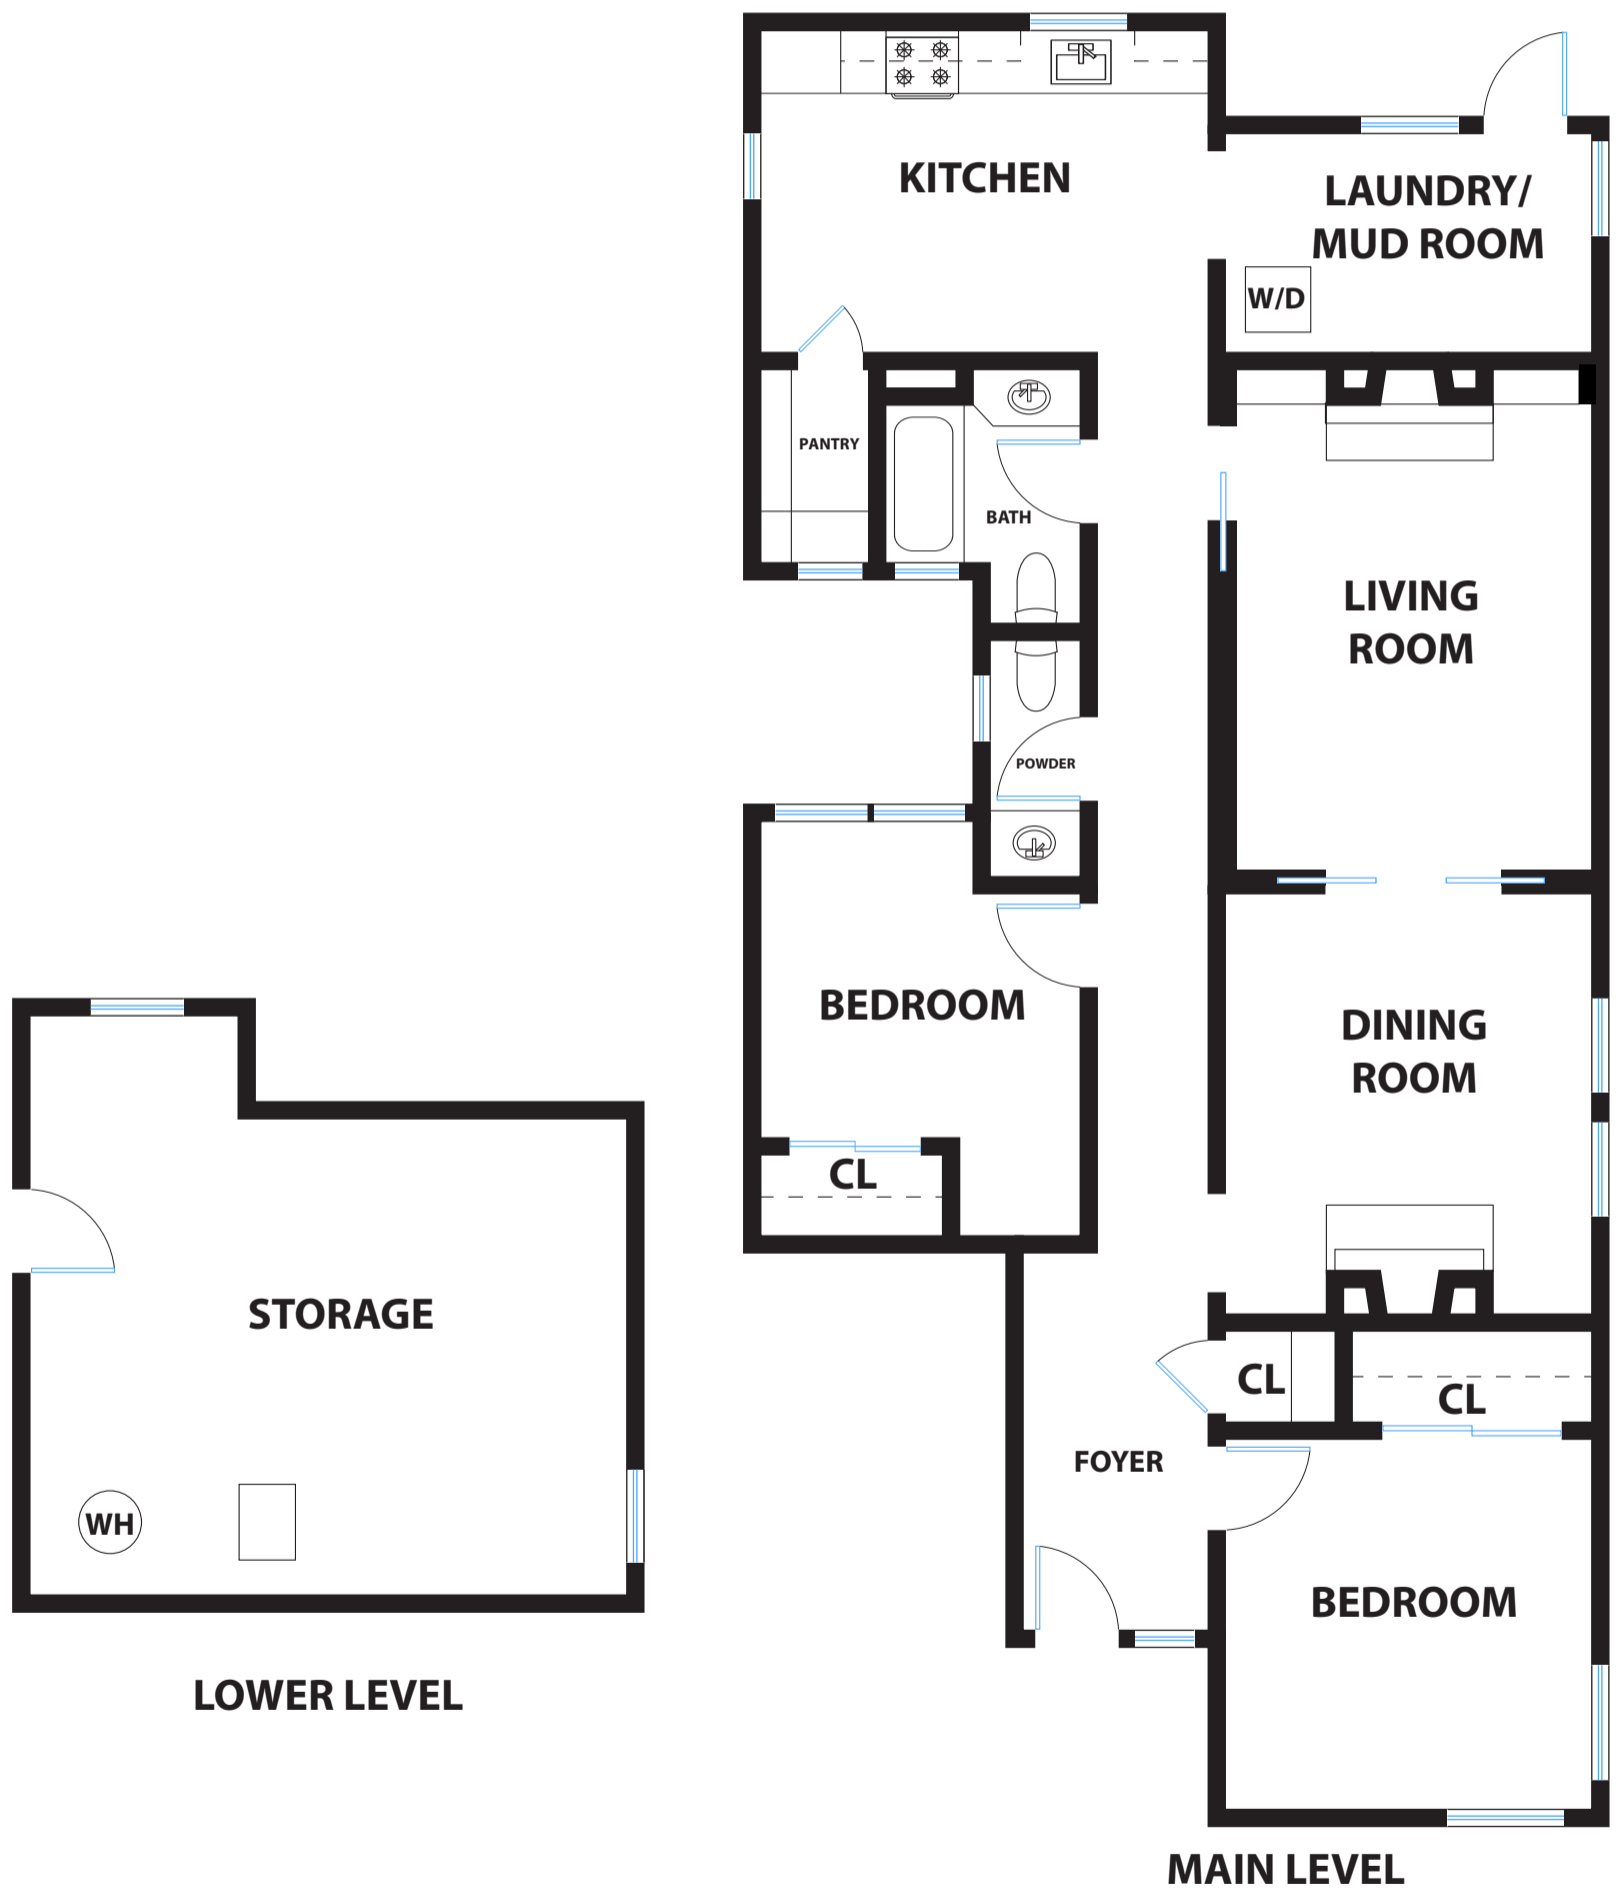 KITCHEN
LAUNDRY/
MUD ROOM
W/D
PANTRY
BATH
LIVING
ROOM
POWDER
BEDROOM
DINING
ROOM
CL
STORAGE
CL
CL
FOYER
WH
BEDROOM
LOWER LEVEL
MAIN LEVEL